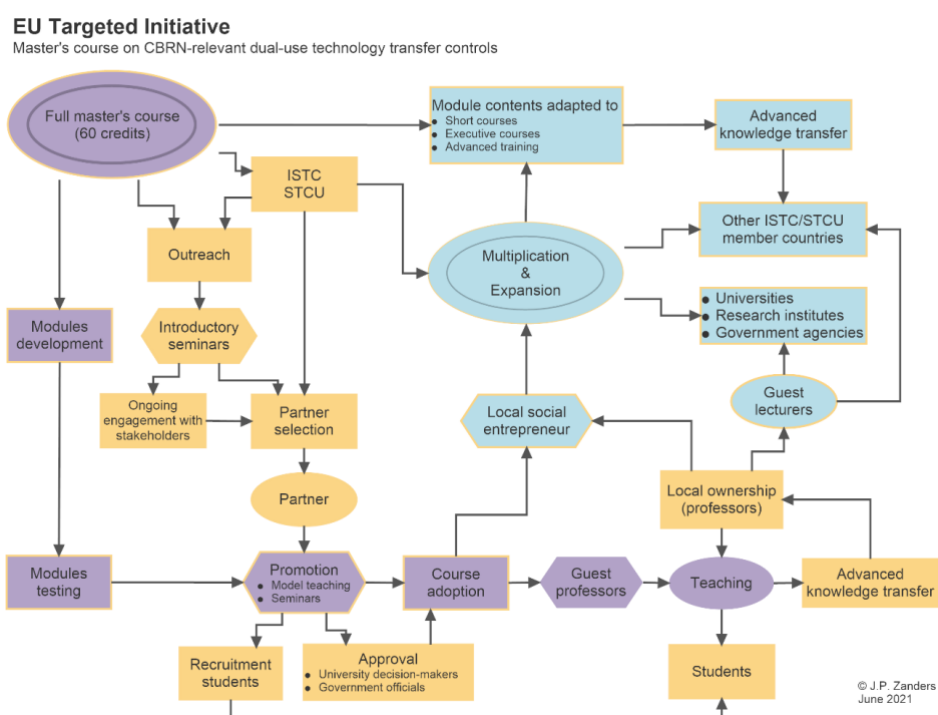 EU Targeted Initiative
Master's course on CBRN-relevant dual-use technology transfer controls
Full master's course
(60 credits)
Module contents adapted to
● Short courses
● Executive courses
● Advanced training
Advanced
knowledge transfer
ISTC
STCU
Other ISTC/STCU
member countries
Outreach
Multiplication
&
Expansion
● Universities
● Research institutes
● Government agencies
Modules
development
Introductory
seminars
Guest
lecturers
Ongoing
engagement with
stakeholders
Partner
selection
Local social
entrepreneur
Partner
Local ownership
(professors)
Modules
testing
Promotion
● Model teaching
● Seminars
Course
adoption
Guest
professors
Teaching
Advanced
knowledge transfer
Recruitment
students
Approval
● University decision-makers
● Government officials
Students
© J.P. Zanders
June 2021